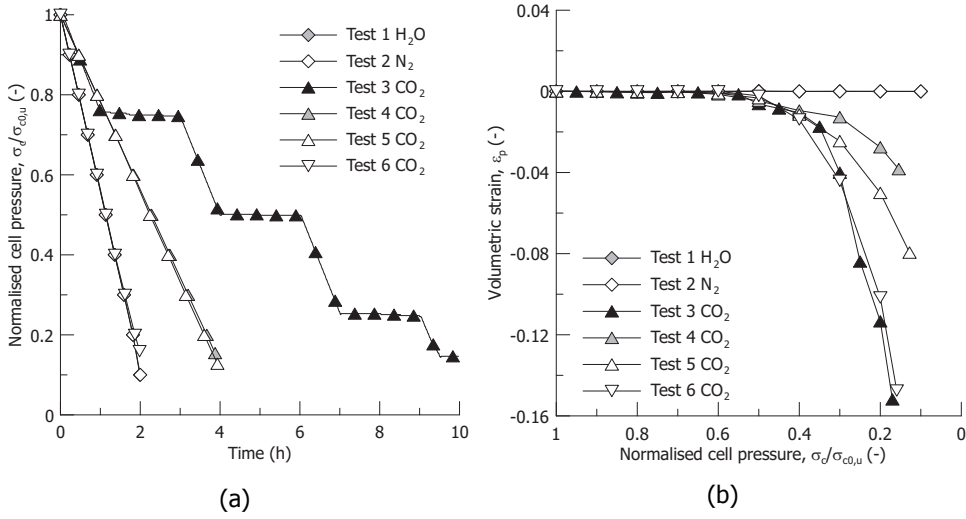 Normalised cell pressure, σc/σc0,u (-)
1
0.8
0.6
0.4
0.2
0
0 2 4 6 8 10
Time (h)
Test 1 H2O
Test 2 N2
Test 3 CO2
Test 4 CO2
Test 5 CO2
Test 6 CO2
(a)
Volumetric strain, εp (-)
0
-0.04
-0.08
-0.12
-0.16
1 0.8 0.6 0.4 0.2 0
Normalised cell pressure, σc/σc0,u (-)
Test 1 H2O
Test 2 N2
Test 3 CO2
Test 4 CO2
Test 5 CO2
Test 6 CO2
(b)